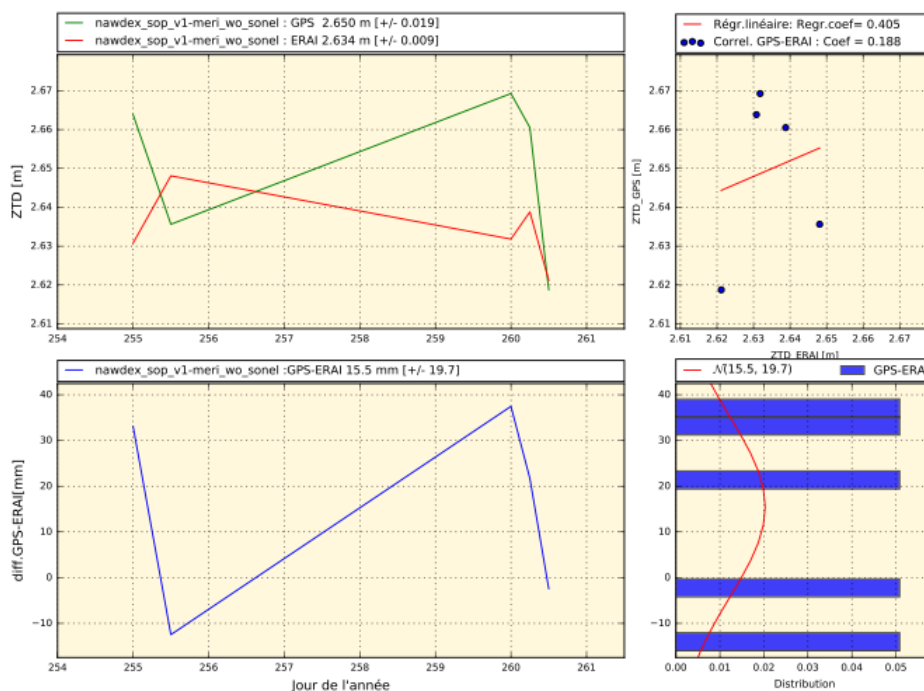 nawdex_sop_v1-meri_wo_sonel : GPS 2.650 m [+/- 0.019]
nawdex_sop_v1-meri_wo_sonel : ERAI 2.634 m [+/- 0.009]
ZTD [m]
2.67
2.66
2.65
2.64
2.63
2.62
2.61
254 255 256 257 258 259 260 261
Régr.linéaire: Regr.coef= 0.405
Correl. GPS-ERAI : Coef = 0.188
ZTD_GPS [m]
2.67
2.66
2.65
2.64
2.63
2.62
2.61
2.61 2.62 2.63 2.64 2.65 2.66 2.67
ZTD_ERAI [m]
nawdex_sop_v1-meri_wo_sonel :GPS-ERAI 15.5 mm [+/- 19.7]
diff.GPS-ERAI[mm]
40
30
20
10
0
−10
254 255 256 257 258 259 260 261
Jour de l'année
N(15.5, 19.7)
GPS-ERA
40
30
20
10
0
−10
0.00 0.01 0.02 0.03 0.04 0.05
Distribution